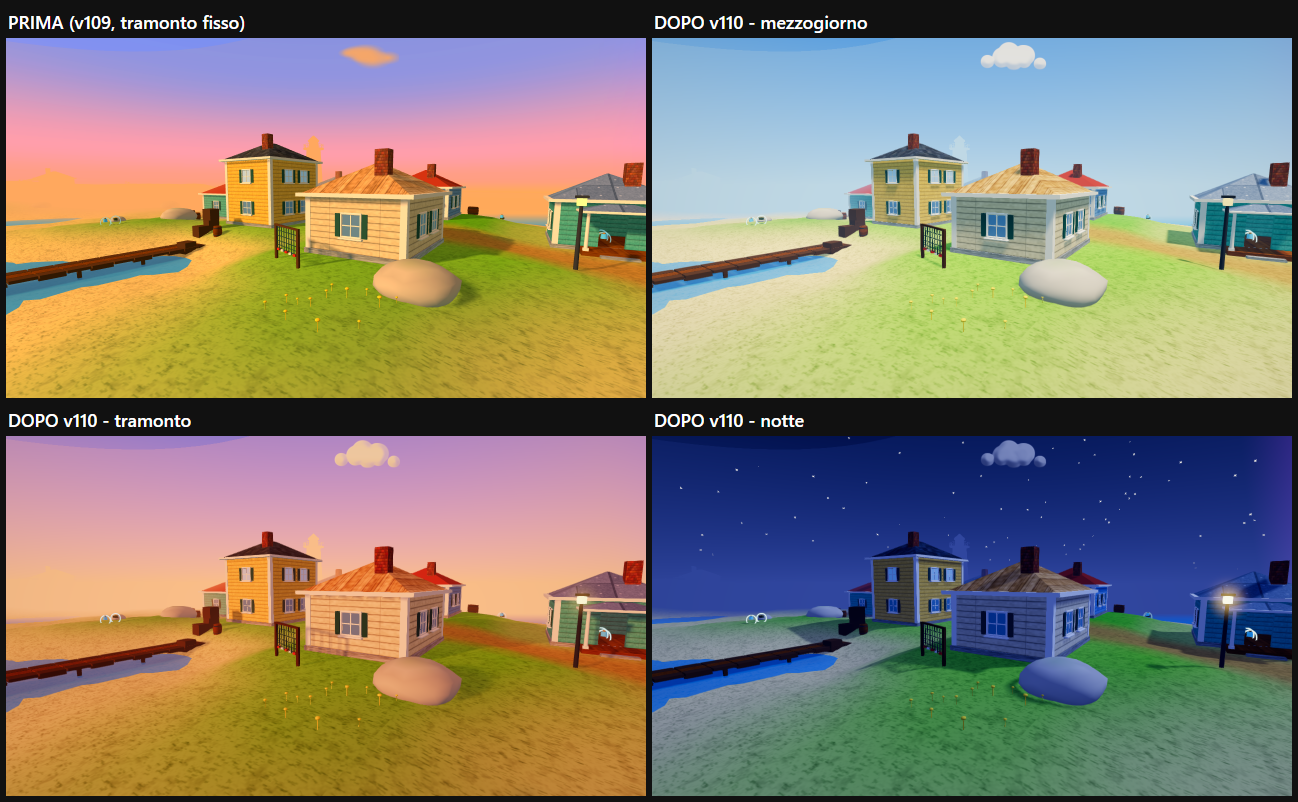 PRIMA (v109, tramonto fisso)
DOPO v110 - mezzogiorno
DOPO v110 - tramonto
DOPO v110 - notte